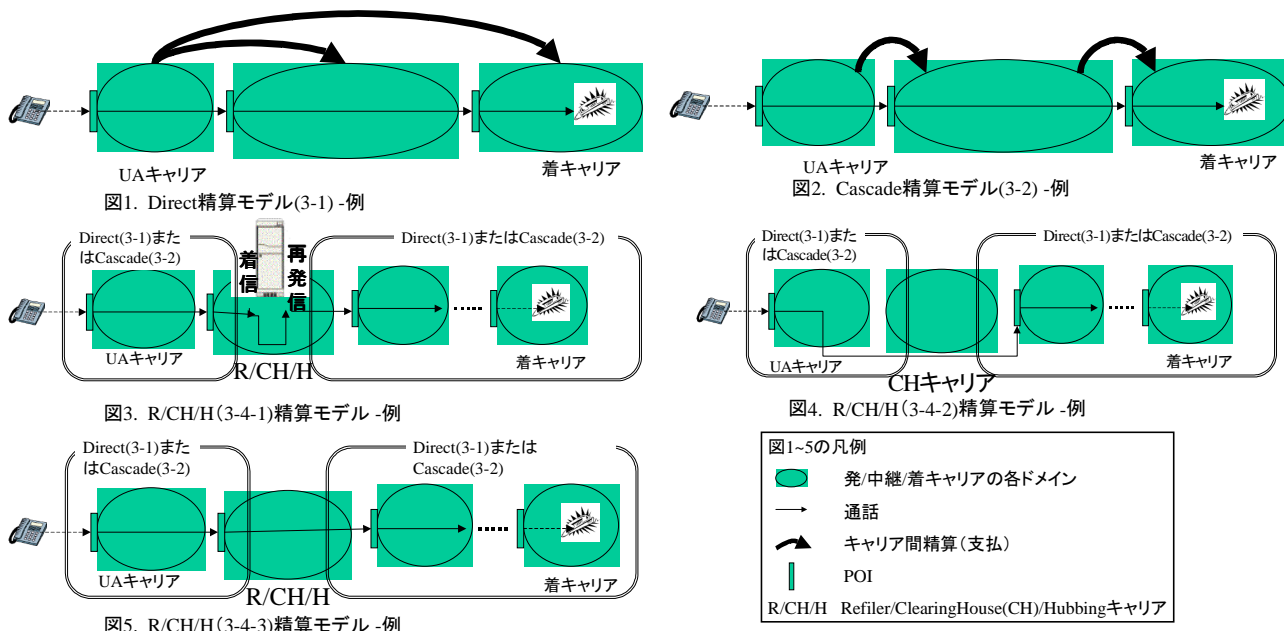 UAキャリア
着キャリア
図1. Direct精算モデル(3-1) -例
UAキャリア
着キャリア
図2. Cascade精算モデル(3-2) -例
Direct(3-1)また
はCascade(3-2)
着信
再発信
Direct(3-1)またはCascade(3-2)
UAキャリア
R/CH/H
着キャリア
図3. R/CH/H(3-4-1)精算モデル -例
Direct(3-1)また
はCascade(3-2)
Direct(3-1)またはCascade(3-2)
UAキャリア
CHキャリア
着キャリア
図4. R/CH/H(3-4-2)精算モデル -例
Direct(3-1)また
はCascade(3-2)
Direct(3-1)または
Cascade(3-2)
UAキャリア
R/CH/H
着キャリア
図5. R/CH/H(3-4-3)精算モデル -例
図1~5の凡例
発/中継/着キャリアの各ドメイン
通話
キャリア間精算(支払)
POI
R/CH/H Refiler/ClearingHouse(CH)/Hubbingキャリア